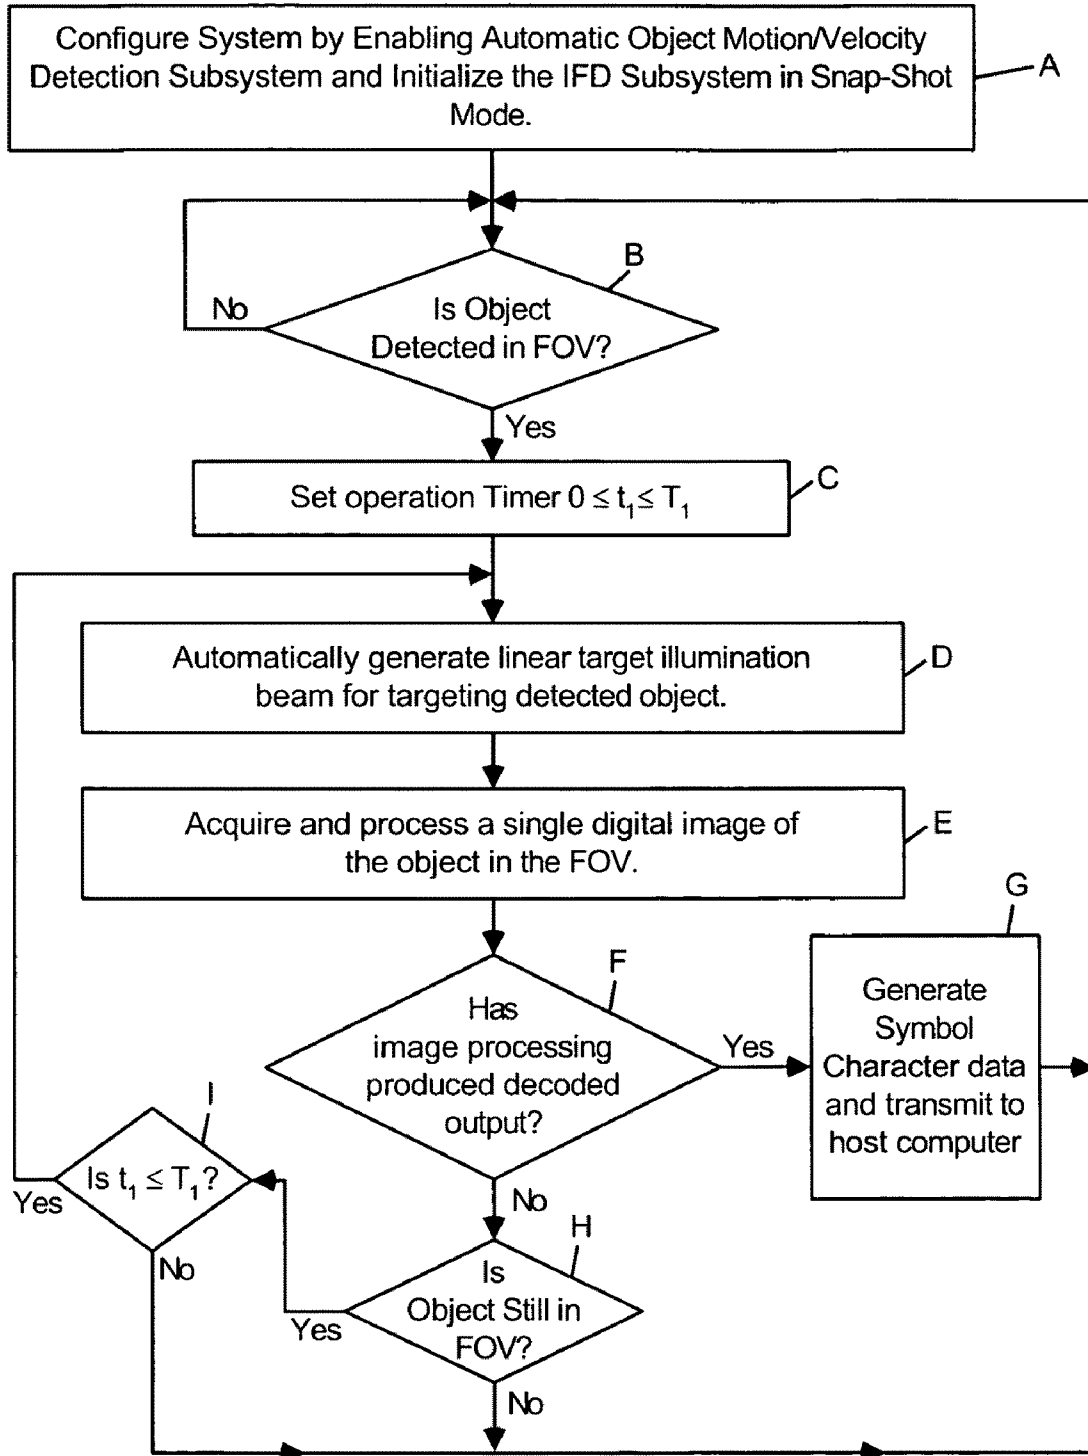 Configure System by Enabling Automatic Object Motion/Velocity
Detection Subsystem and Initialize the IFD Subsystem in Snap-Shot
Mode.
A
B
Is Object
Detected in FOV?
No
Yes
Set operation Timer 0 ≤ t₁ ≤ T₁
C
Automatically generate linear target illumination
beam for targeting detected object.
D
Acquire and process a single digital image of
the object in the FOV.
E
F
Has
image processing
produced decoded
output?
Yes
No
G
Generate
Symbol
Character data
and transmit to
host computer
I
Is t₁ ≤ T₁?
Yes
No
H
Is
Object Still in
FOV?
Yes
No